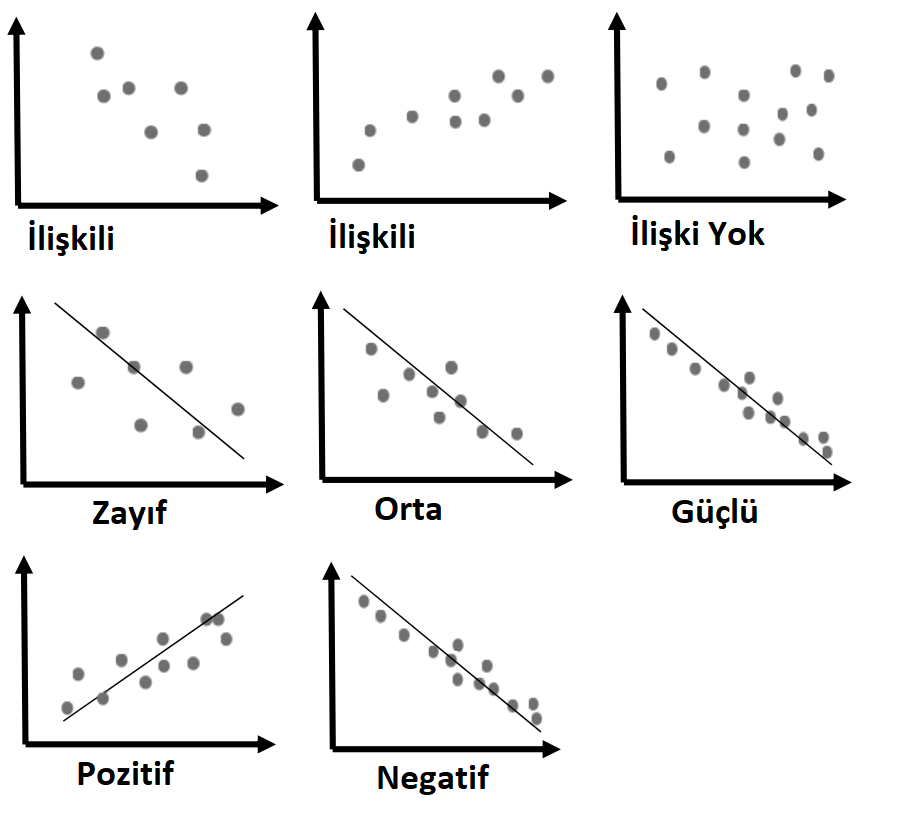 İlişkili
İlişkili
İlişki Yok
Zayıf
Orta
Güçlü
Pozitif
Negatif